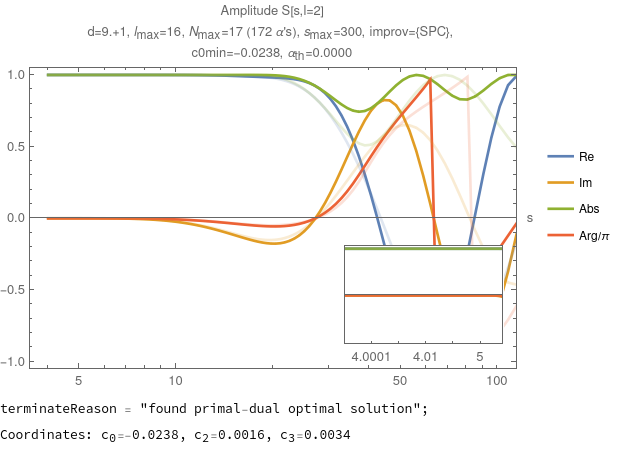 Amplitude S[s,l=2]
d=9.+1, lmax=16, Nmax=17 (172 α's), smax=300, improv={SPC},
c0min=−0.0238, αth=0.0000
1.0
0.5
0.0
−0.5
−1.0
s
Re
Im
Abs
Arg/π
4.0001 4.01 5
5 10 50 100
terminateReason = "found primal-dual optimal solution";
Coordinates: c0=-0.0238, c2=0.0016, c3=0.0034